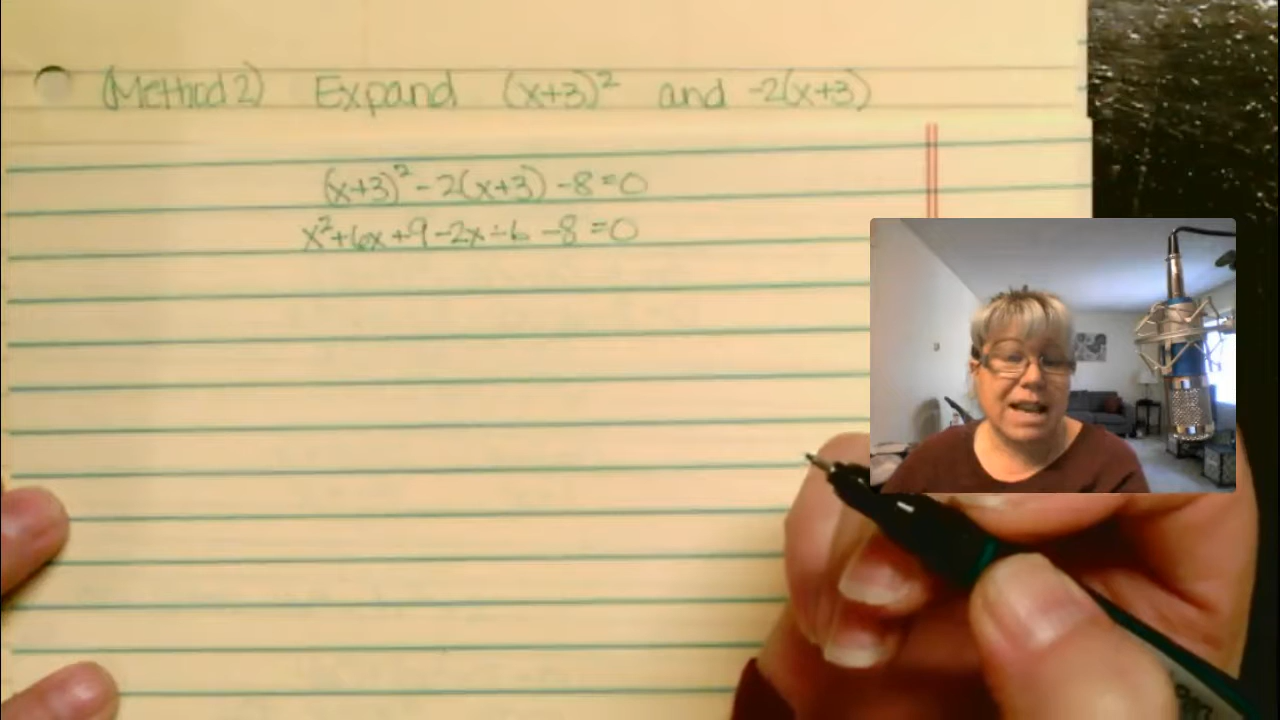 (Method 2) Expand (x+3)² and -2(x+3)
(x+3)² - 2(x+3) - 8 = 0
x² + 6x + 9 - 2x - 6 - 8 = 0